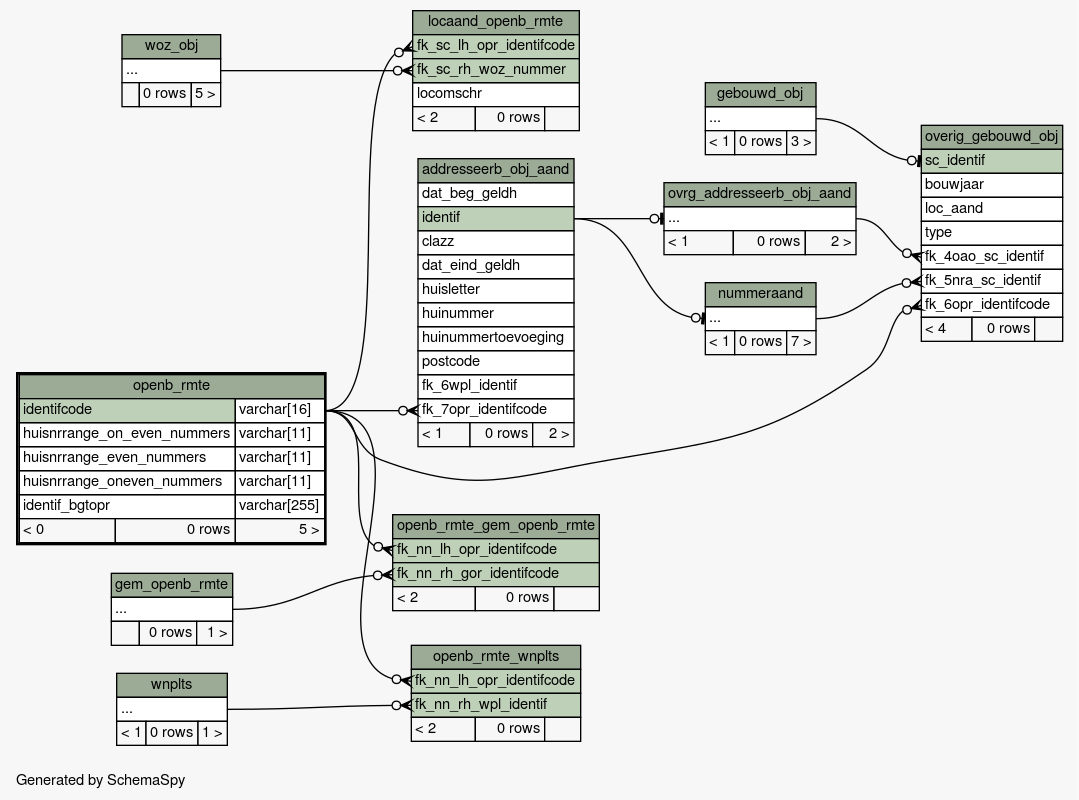 woz_obj
...
0 rows 5 >
locaand_openb_rmte
fk_sc_lh_opr_identifcode
fk_sc_rh_woz_nummer
locomschr
< 2 0 rows
gebouwd_obj
...
< 1 0 rows 3 >
overig_gebouwd_obj
sc_identif
bouwjaar
loc_aand
type
fk_4oao_sc_identif
fk_5nra_sc_identif
fk_6opr_identifcode
< 4 0 rows
addresseerb_obj_aand
dat_beg_geldh
identif
clazz
dat_eind_geldh
huisletter
huinummer
huinummertoevoeging
postcode
fk_6wpl_identif
fk_7opr_identifcode
< 1 0 rows 2 >
ovrg_addresseerb_obj_aand
...
< 1 0 rows 2 >
nummeraand
...
< 1 0 rows 7 >
openb_rmte
identifcode varchar[16]
huisnrrange_on_even_nummers varchar[11]
huisnrrange_even_nummers varchar[11]
huisnrrange_oneven_nummers varchar[11]
identif_bgtopr varchar[255]
< 0 0 rows 5 >
openb_rmte_gem_openb_rmte
fk_nn_lh_opr_identifcode
fk_nn_rh_gor_identifcode
< 2 0 rows
gem_openb_rmte
...
0 rows 1 >
openb_rmte_wnplts
fk_nn_lh_opr_identifcode
fk_nn_rh_wpl_identif
< 2 0 rows
wnplts
...
< 1 0 rows 1 >
Generated by SchemaSpy